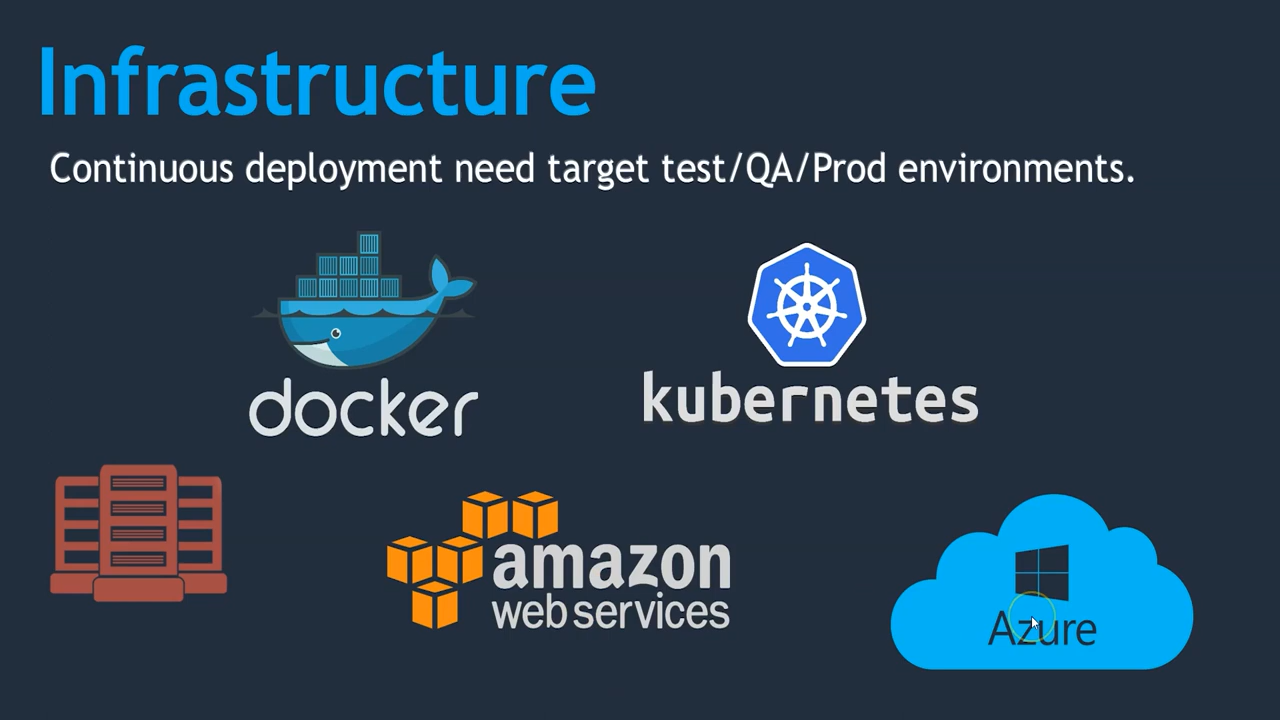 Infrastructure
Continuous deployment need target test/QA/Prod environments.
docker
kubernetes
amazon
web services
Azure